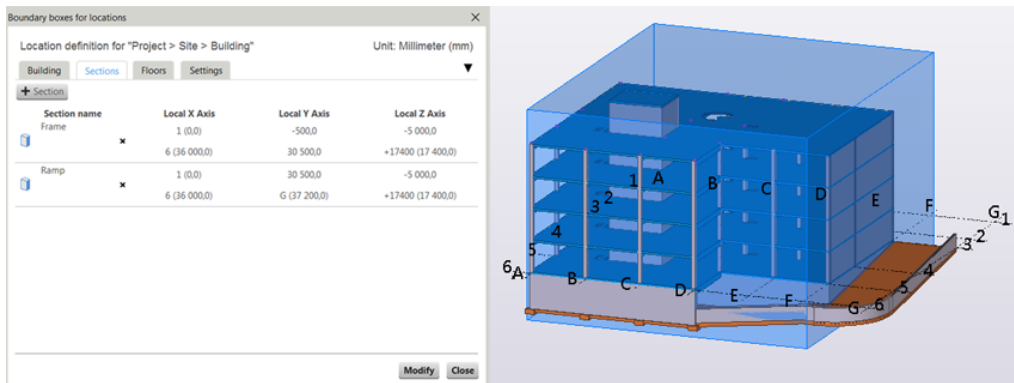 Boundary boxes for locations
Location definition for "Project > Site > Building" Unit: Millimeter (mm)
Building Sections Floors Settings
+ Section
Section name Local X Axis Local Y Axis Local Z Axis
Frame 1 (0,0) -500,0 -5 000,0
6 (36 000,0) 30 500,0 +17400 (17 400,0)
Ramp 1 (0,0) 30 500,0 -5 000,0
6 (36 000,0) G (37 200,0) +17400 (17 400,0)
Modify Close
1 A B C D E F G 1
2 2
3 3
4 4
5 5
6 A B C D E F G 6